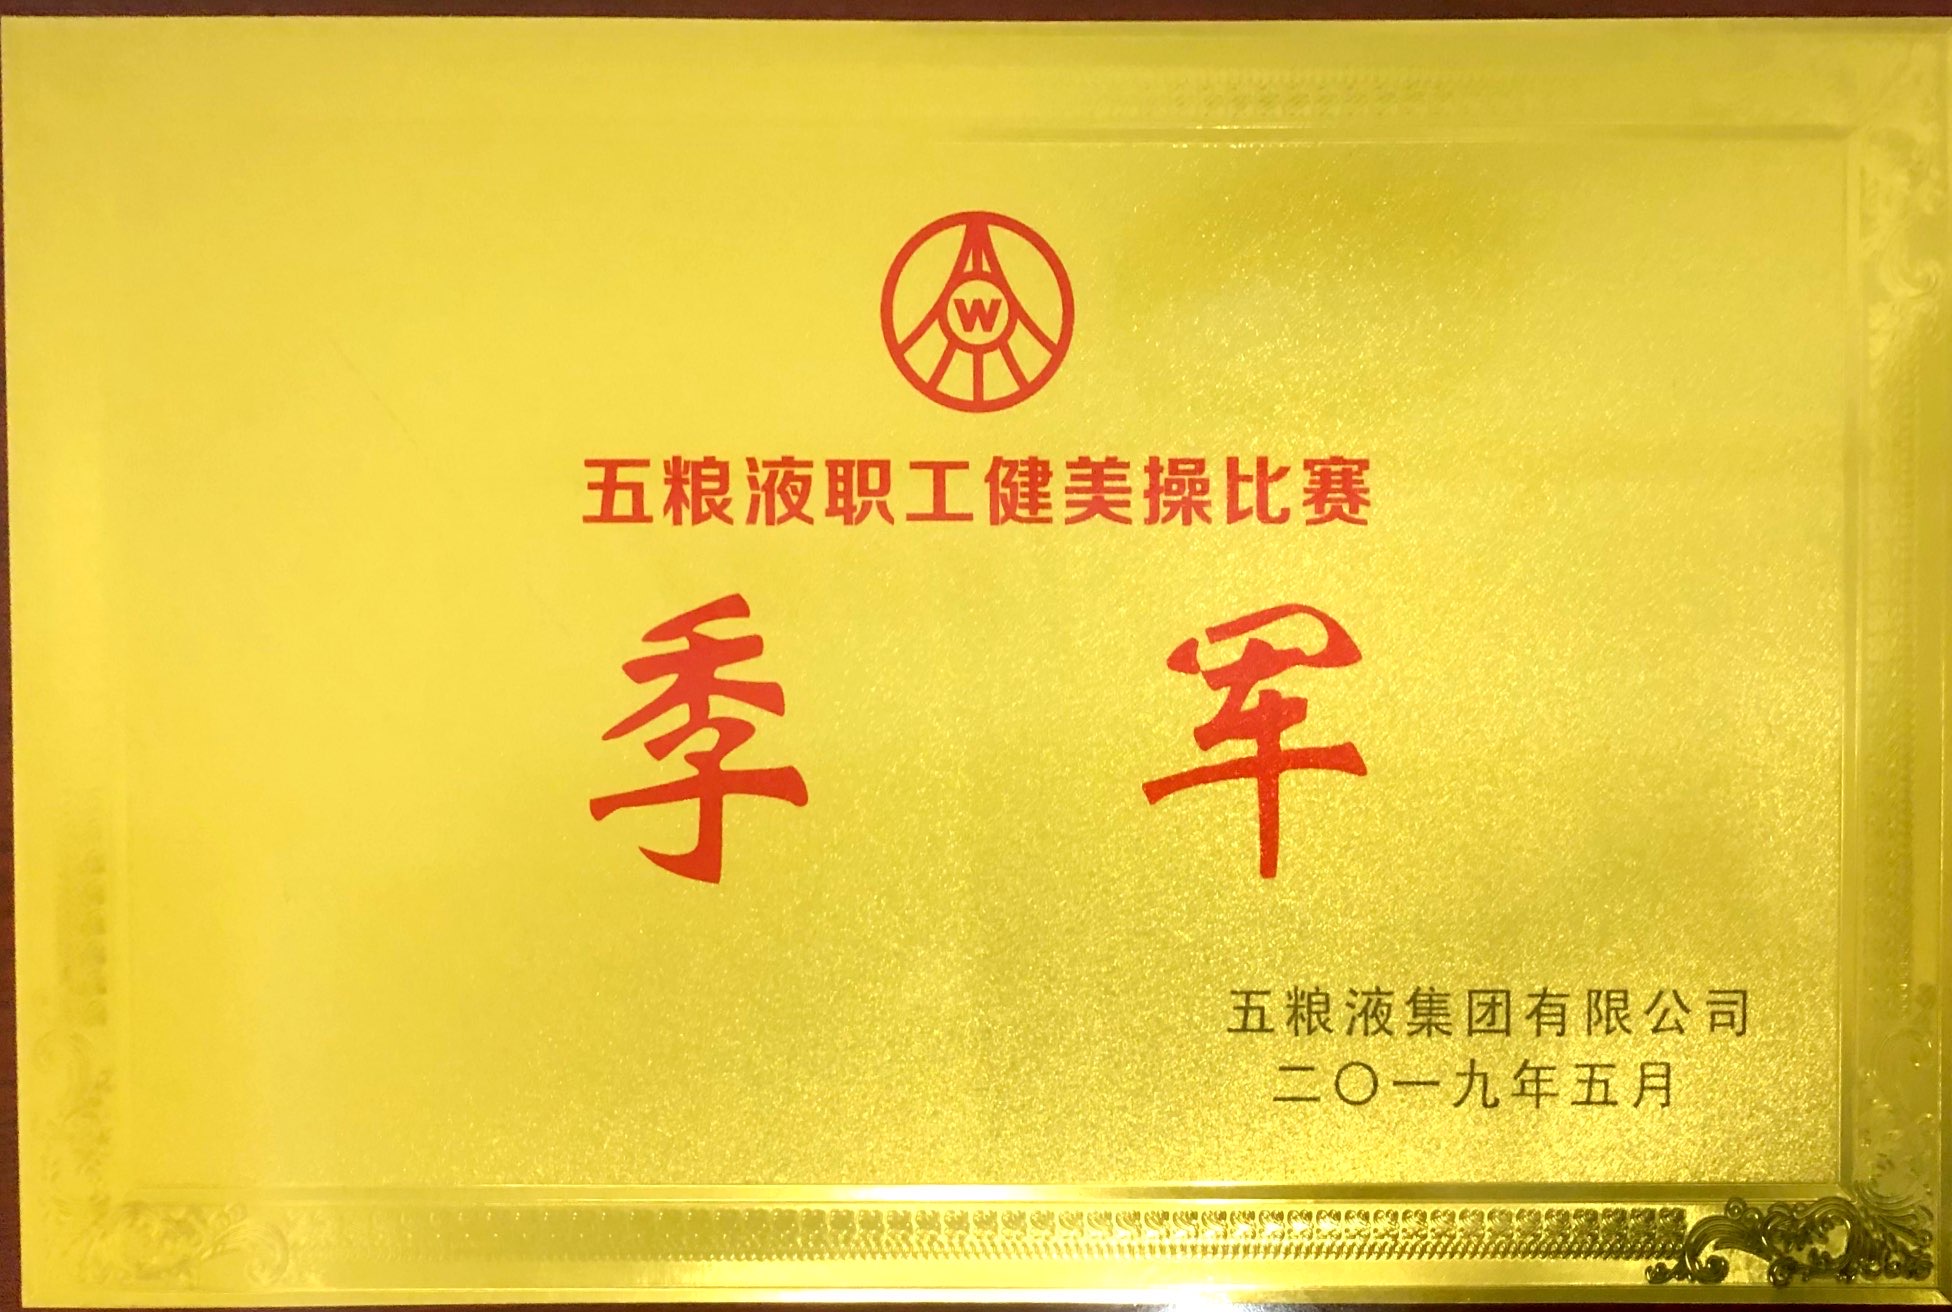 W
五粮液职工健美操比赛
季军
五粮液集团有限公司
二〇一九年五月